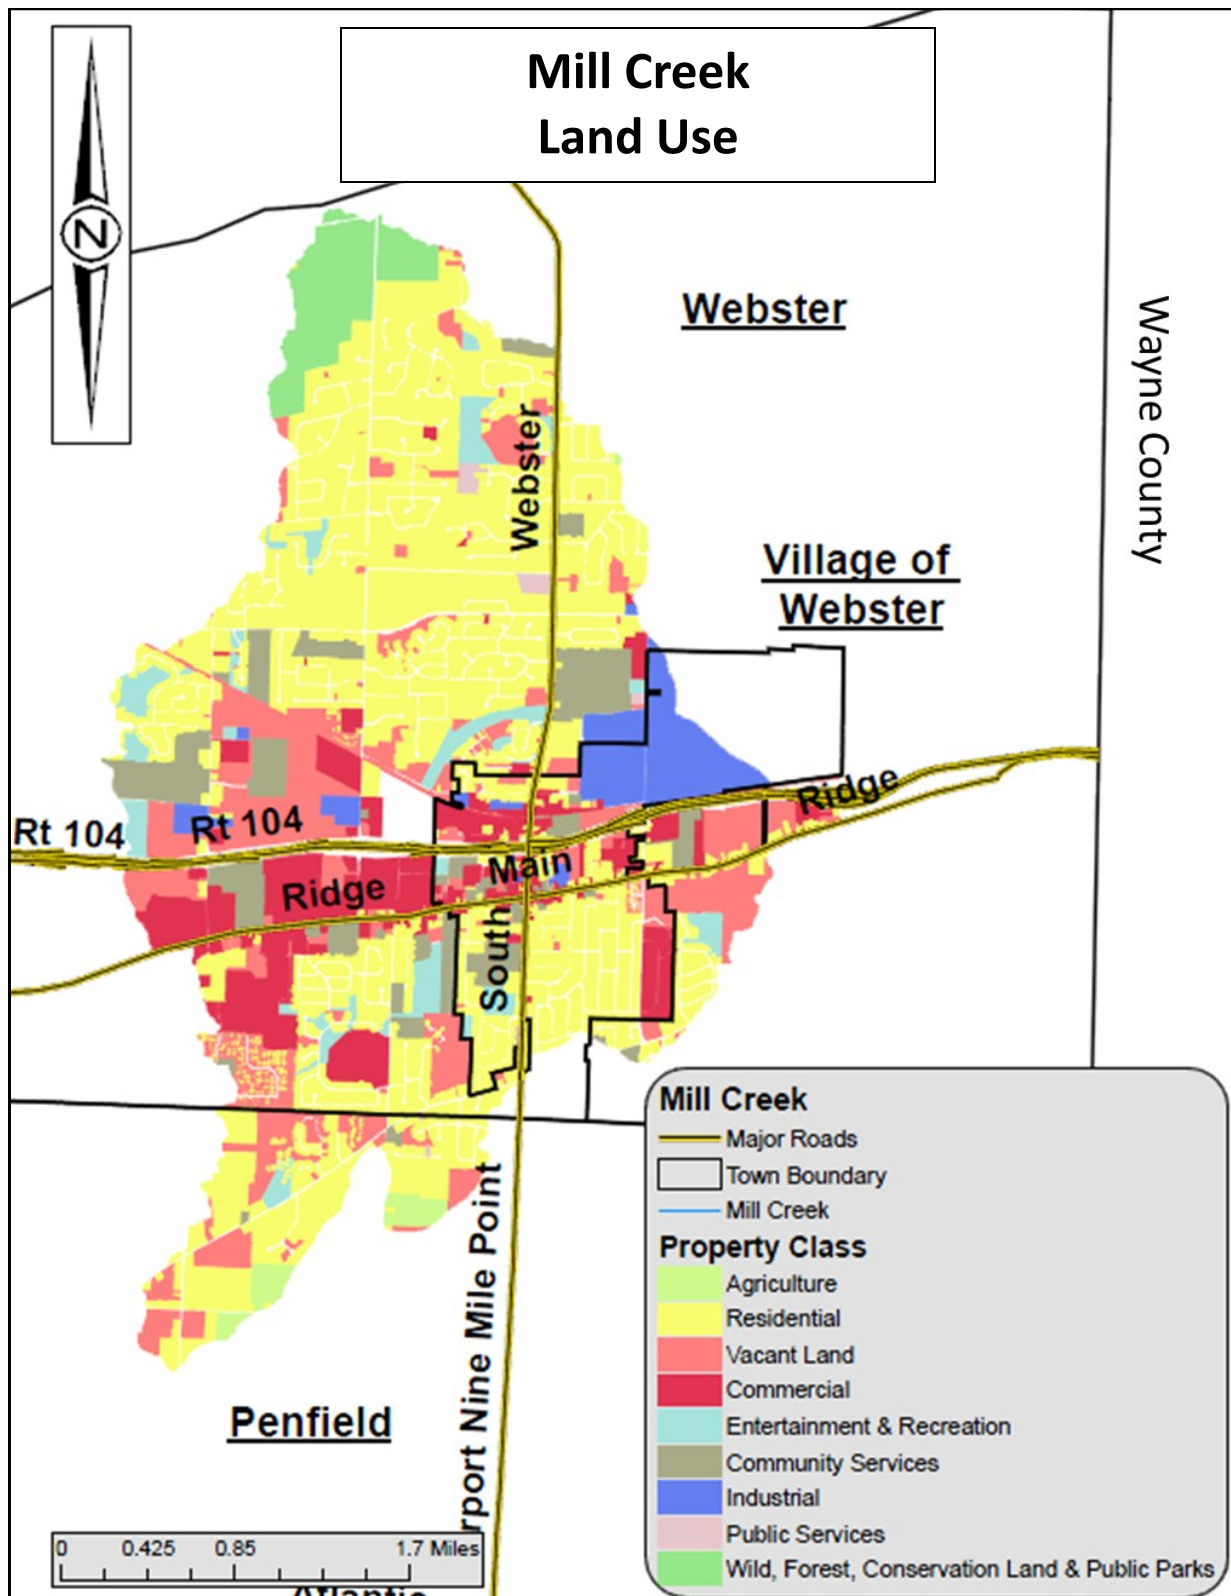 Mill Creek
Land Use
N
Webster
Wayne County
Webster
Village of
Webster
Ridge
Rt 104
Rt 104
Main
Ridge
South
Penfield
rport Nine Mile Point
0 0.425 0.85 1.7 Miles
Atlantic
Mill Creek
Major Roads
Town Boundary
Mill Creek
Property Class
Agriculture
Residential
Vacant Land
Commercial
Entertainment & Recreation
Community Services
Industrial
Public Services
Wild, Forest, Conservation Land & Public Parks